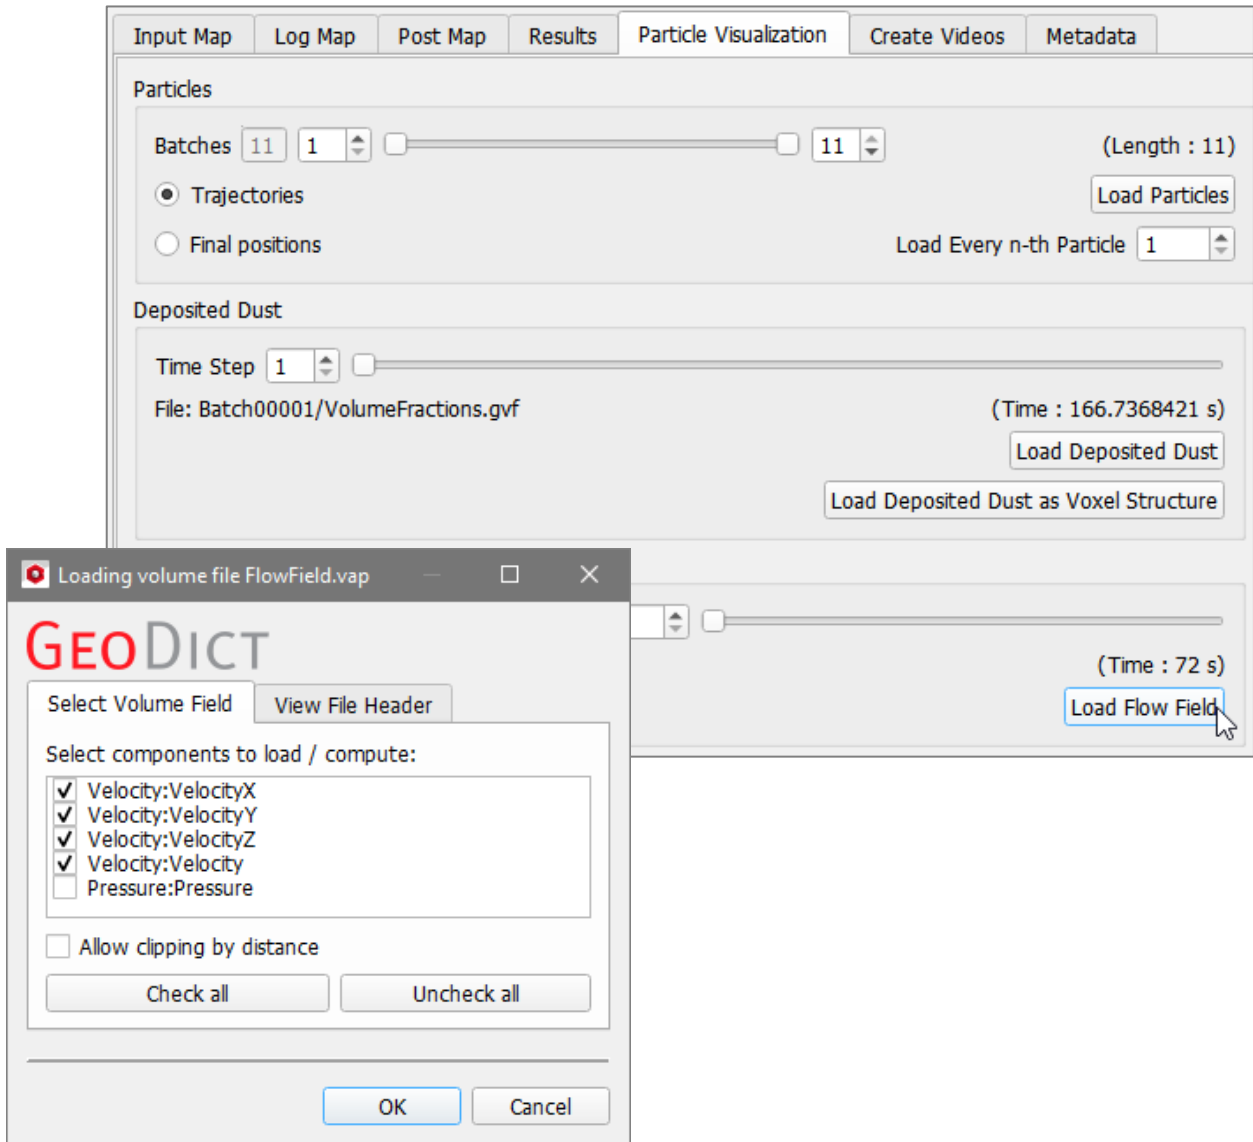 Input Map Log Map Post Map Results Particle Visualization Create Videos Metadata
Particles
Batches 11 1 11 (Length : 11)
Trajectories Load Particles
Final positions Load Every n-th Particle 1
Deposited Dust
Time Step 1
File: Batch00001/VolumeFractions.gvf (Time : 166.7368421 s)
Load Deposited Dust
Load Deposited Dust as Voxel Structure
(Time : 72 s)
Load Flow Field
Loading volume file FlowField.vap
GEODICT
Select Volume Field View File Header
Select components to load / compute:
Velocity:VelocityX
Velocity:VelocityY
Velocity:VelocityZ
Velocity:Velocity
Pressure:Pressure
Allow clipping by distance
Check all Uncheck all
OK Cancel